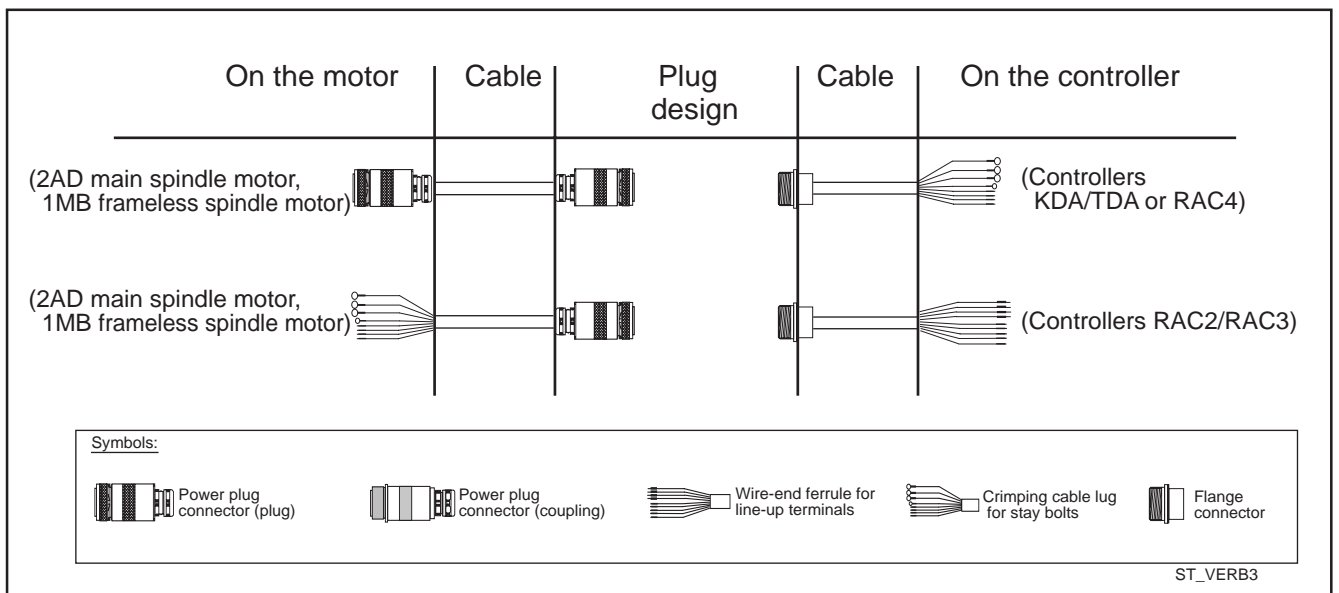 On the motor
Cable
Plug
design
Cable
On the controller
(2AD main spindle motor,
1MB frameless spindle motor)
(Controllers
KDA/TDA or RAC4)
(2AD main spindle motor,
1MB frameless spindle motor)
(Controllers RAC2/RAC3)
Symbols:
Power plug
connector (plug)
Power plug
connector (coupling)
Wire-end ferrule for
line-up terminals
Crimping cable lug
for stay bolts
Flange
connector
ST_VERB3